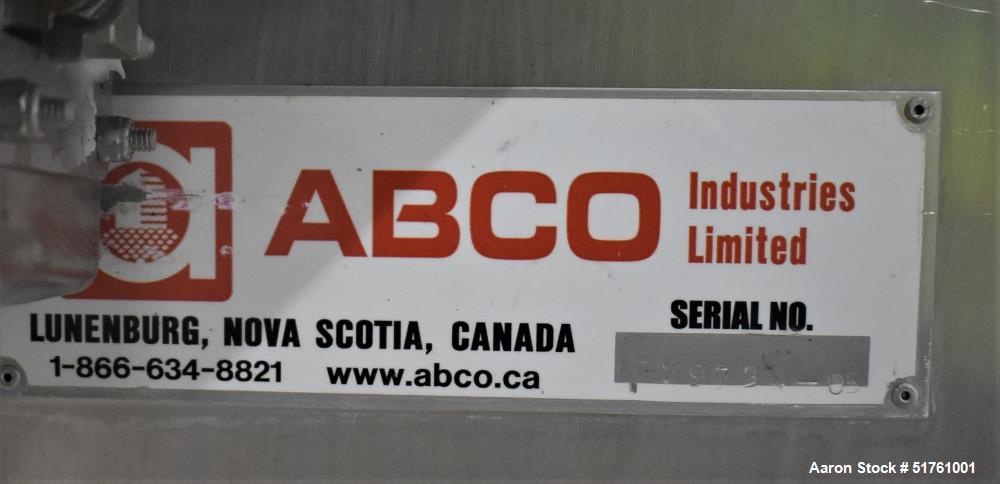 ABCO Industries
Limited
LUNENBURG, NOVA SCOTIA, CANADA
SERIAL NO.
1-866-634-8821 www.abco.ca
Aaron Stock # 51761001